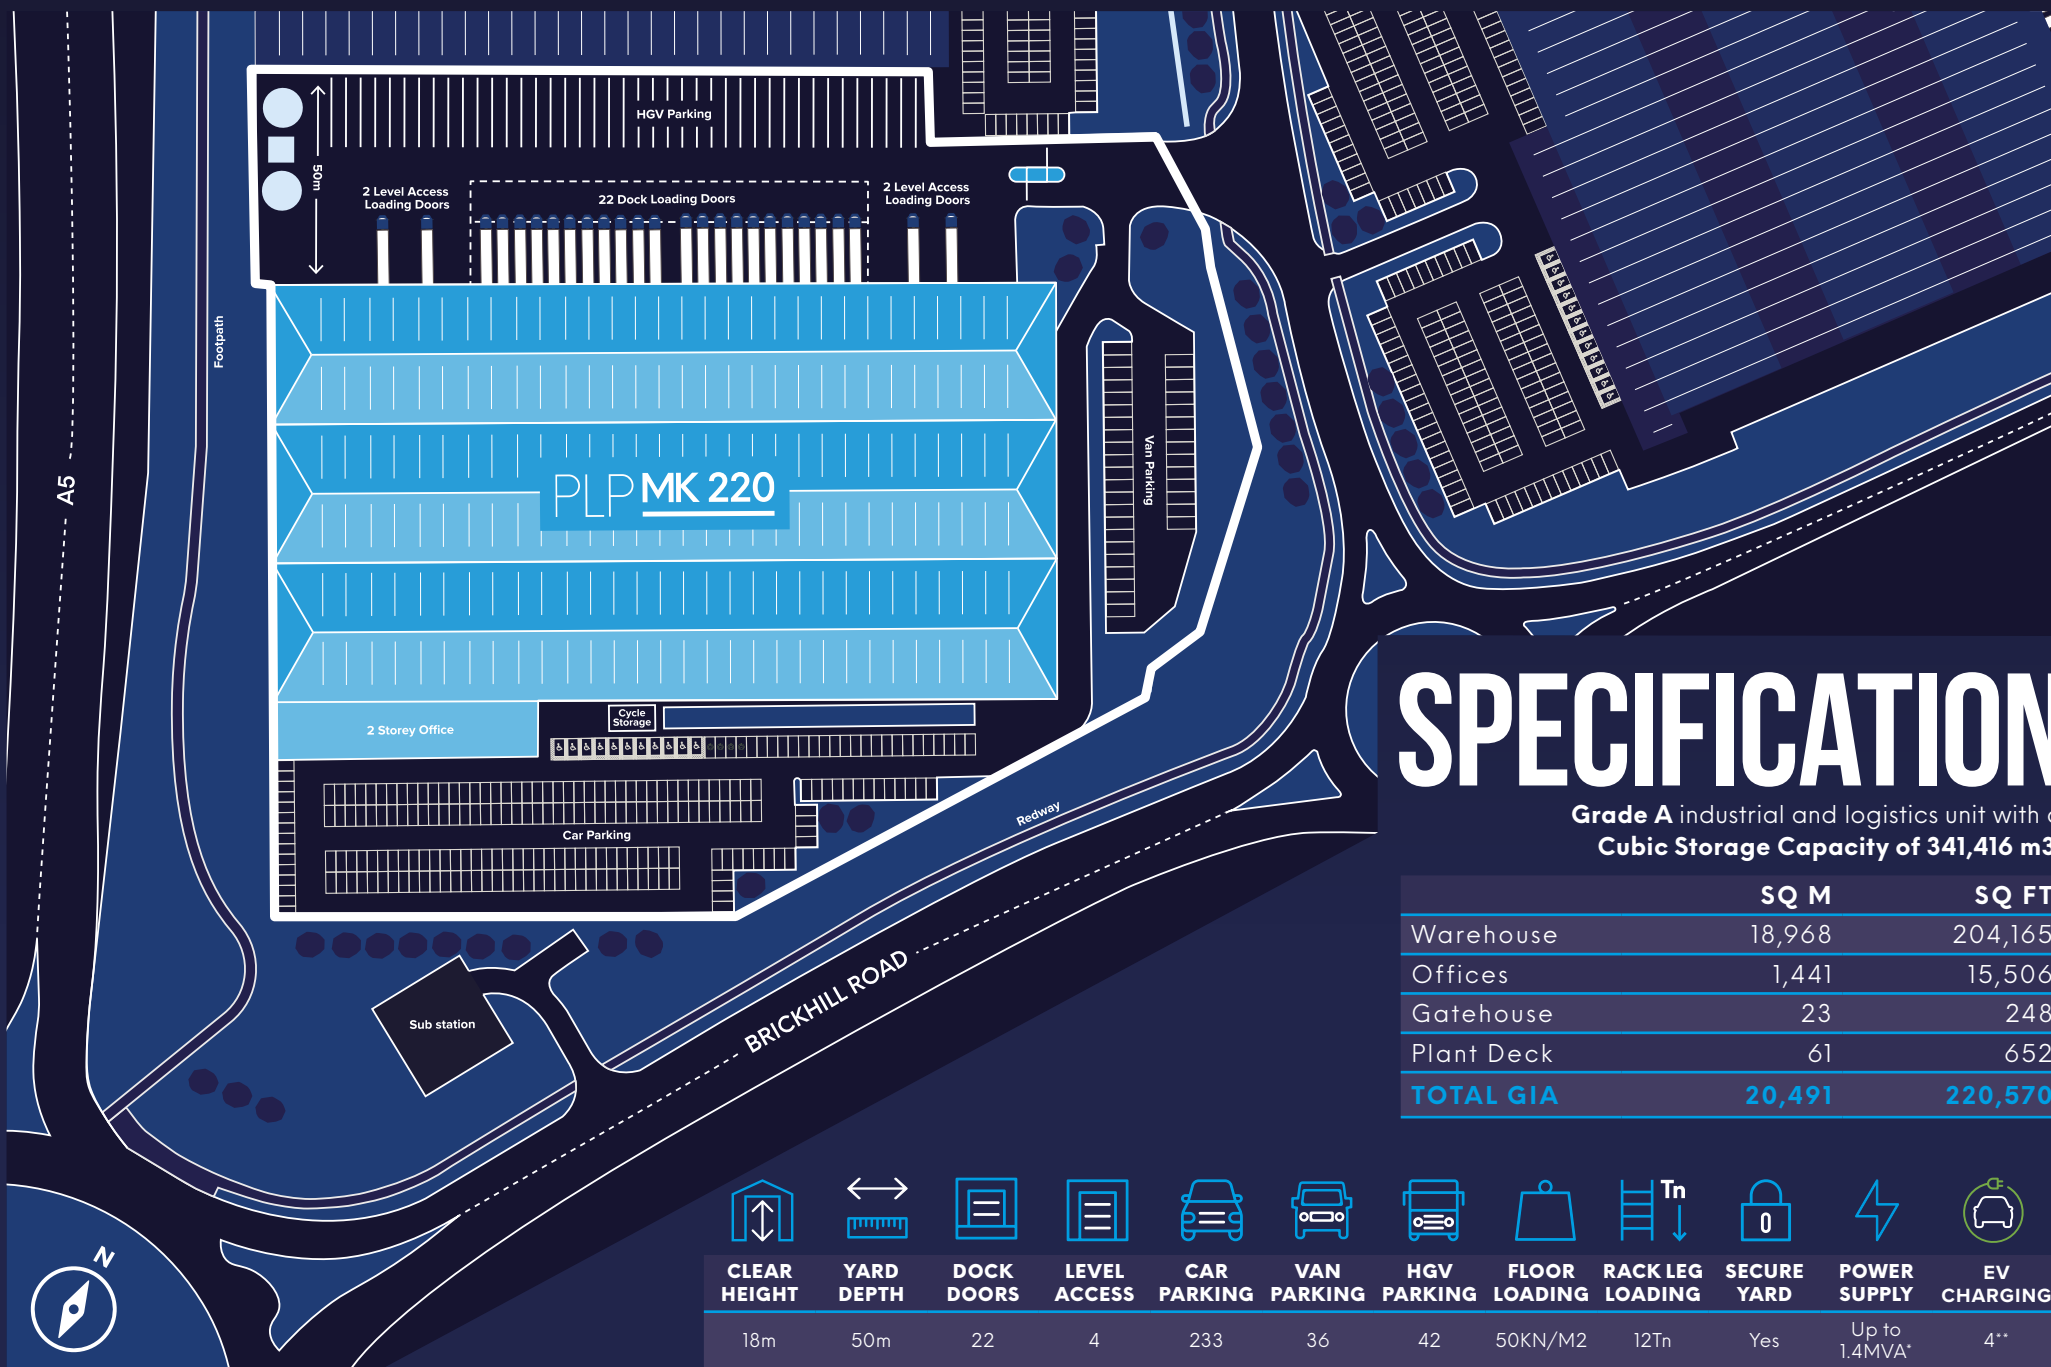 HGV Parking
50m
2 Level Access
Loading Doors
22 Dock Loading Doors
2 Level Access
Loading Doors
Footpath
A5
PLP MK 220
Van Parking
2 Storey Office
Cycle
Storage
Car Parking
Redway
BRICKHILL ROAD
Sub station
N
SPECIFICATION
Grade A industrial and logistics unit with
Cubic Storage Capacity of 341,416 m3
SQ M SQ FT
Warehouse 18,968 204,165
Offices 1,441 15,506
Gatehouse 23 248
Plant Deck 61 652
TOTAL GIA 20,491 220,570
Tn
CLEAR HEIGHT
YARD DEPTH
DOCK DOORS
LEVEL ACCESS
CAR PARKING
VAN PARKING
HGV PARKING
FLOOR LOADING
RACK LEG LOADING
SECURE YARD
POWER SUPPLY
EV CHARGING
18m 50m 22 4 233 36 42 50KN/M2 12Tn Yes Up to 1.4MVA* 4**